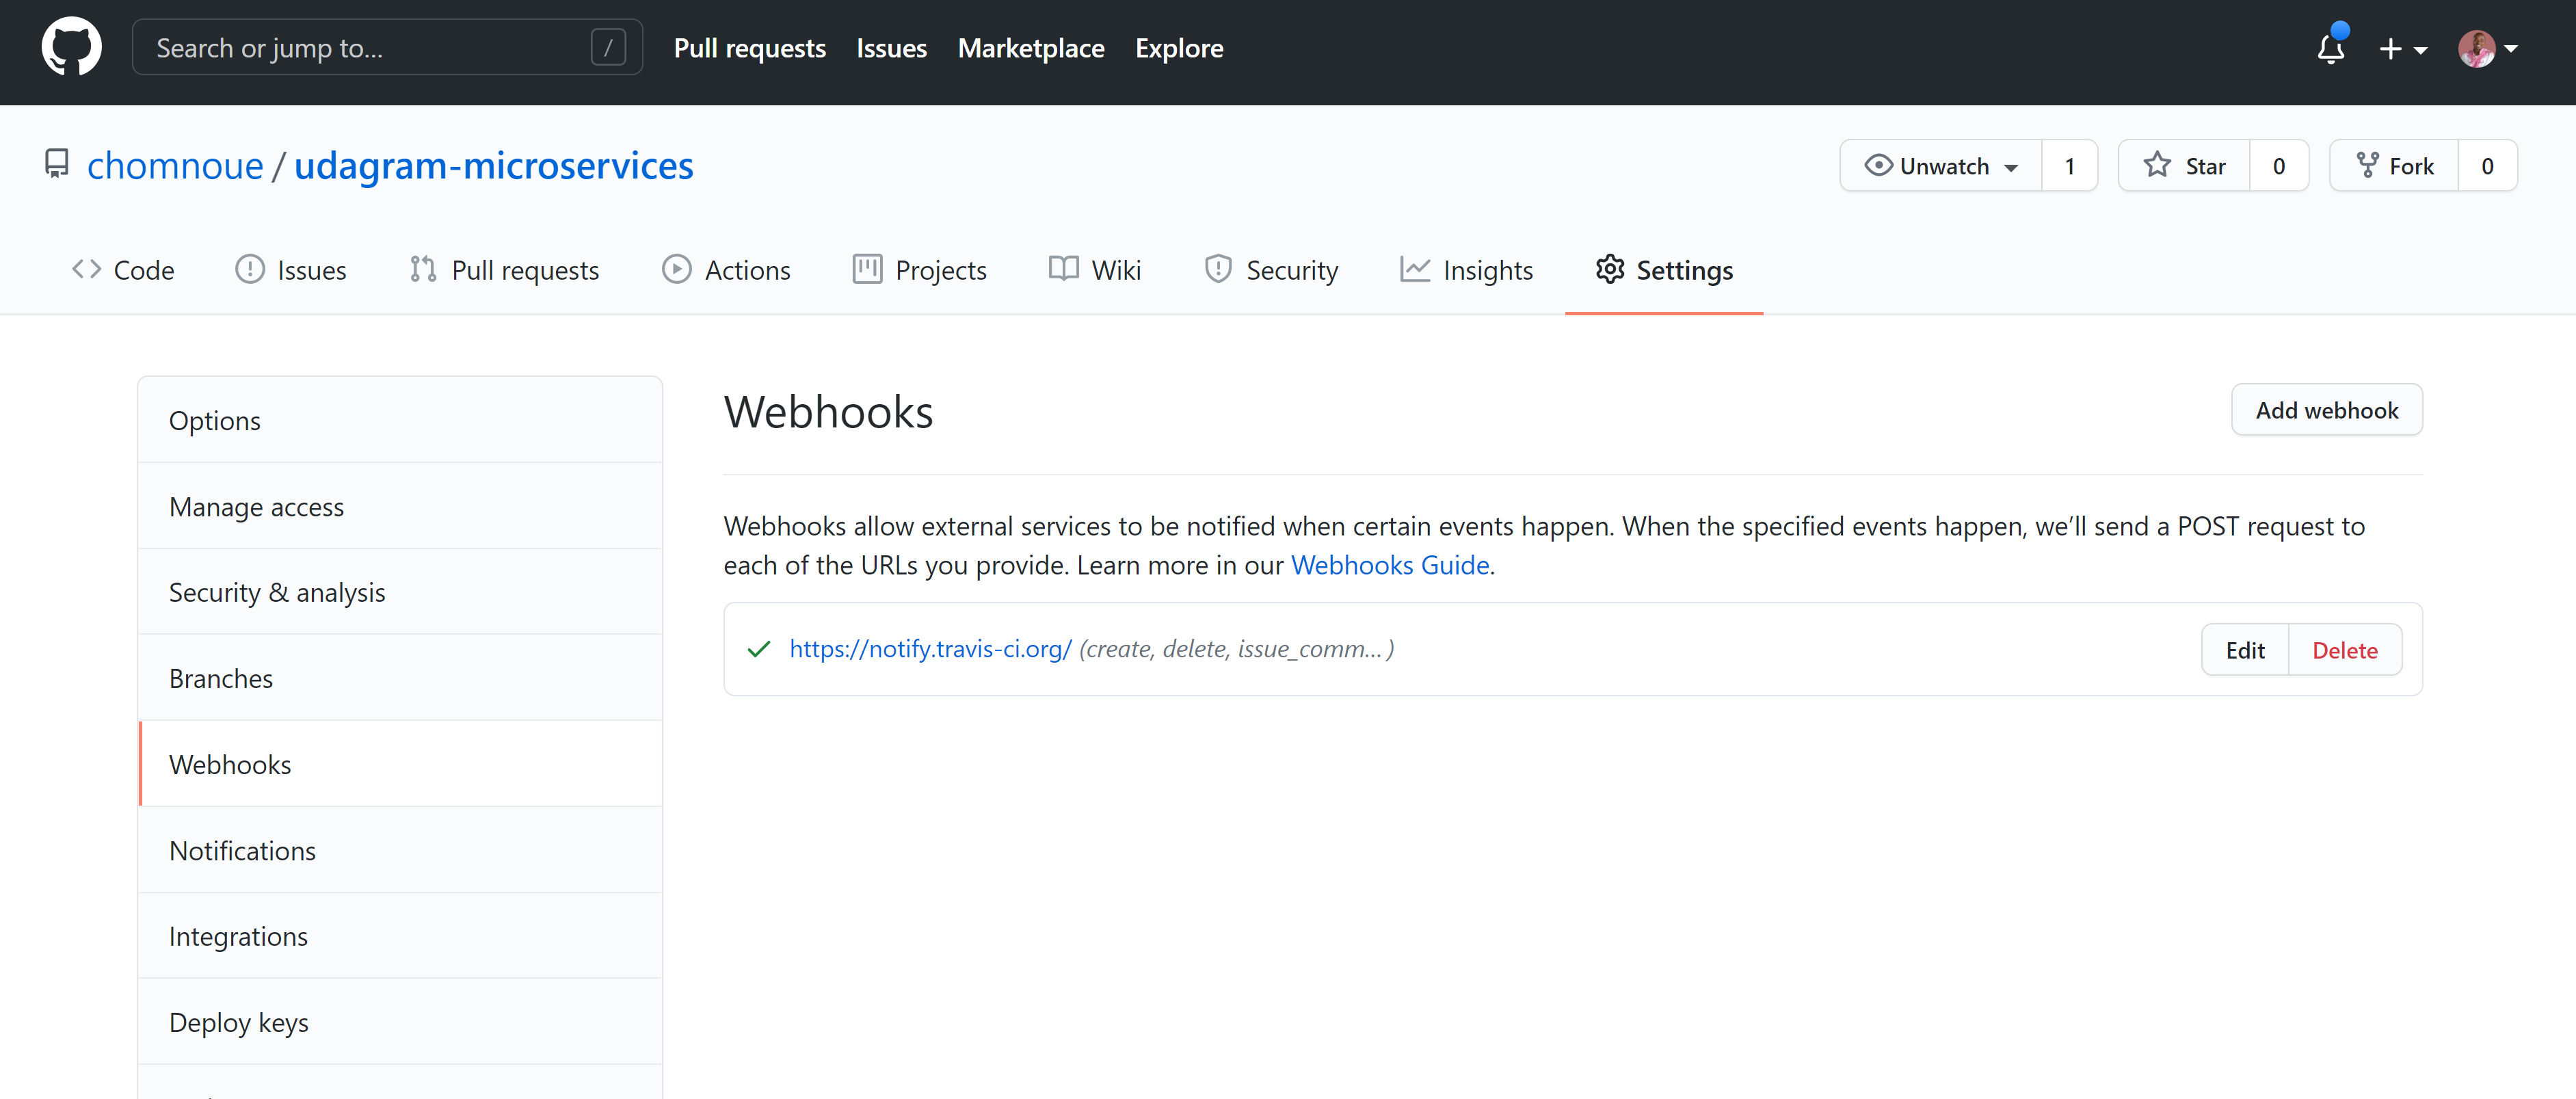 Search or jump to... /
Pull requests Issues Marketplace Explore
chomnoue / udagram-microservices
Unwatch 1 Star 0 Fork 0
Code Issues Pull requests Actions Projects Wiki Security Insights Settings
Options
Manage access
Security & analysis
Branches
Webhooks
Notifications
Integrations
Deploy keys
Webhooks
Add webhook
Webhooks allow external services to be notified when certain events happen. When the specified events happen, we’ll send a POST request to
each of the URLs you provide. Learn more in our Webhooks Guide.
https://notify.travis-ci.org/ (create, delete, issue_comm... )
Edit Delete